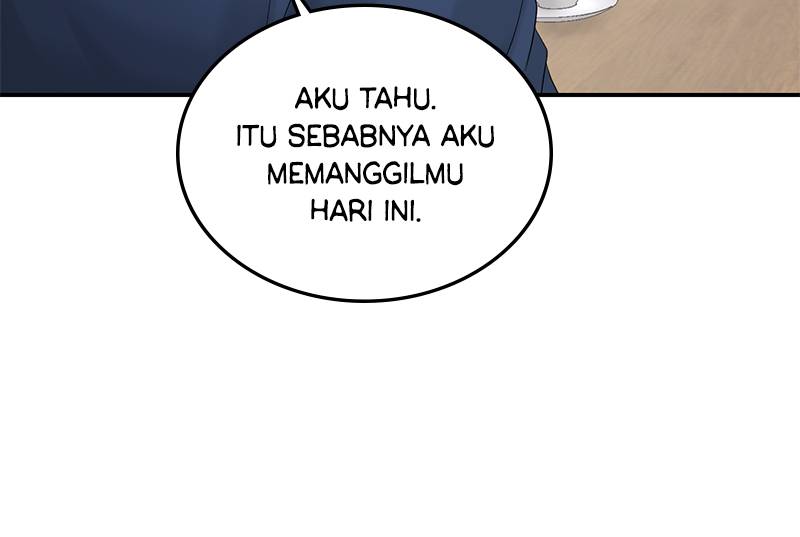 AKU TAHU.
ITU SEBABNYA AKU
MEMANGGILMU
HARI INI.